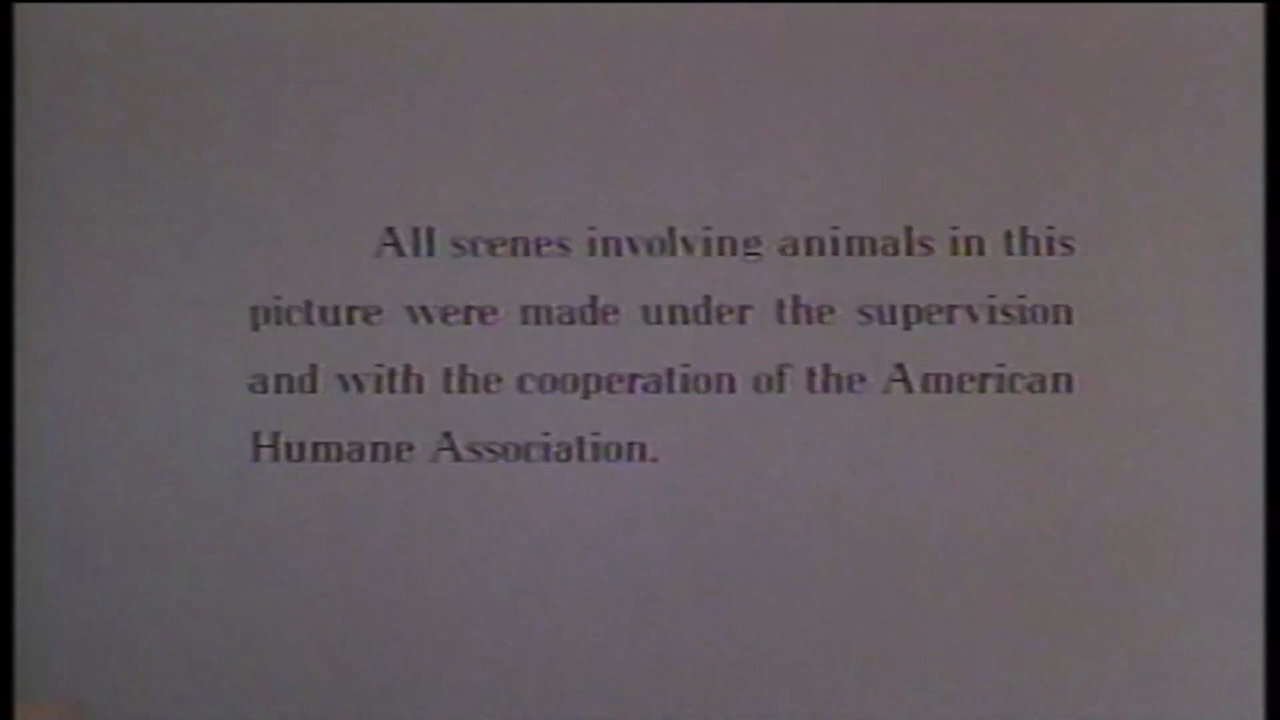 All scenes involving animals in this
picture were made under the supervision
and with the cooperation of the American
Humane Association.